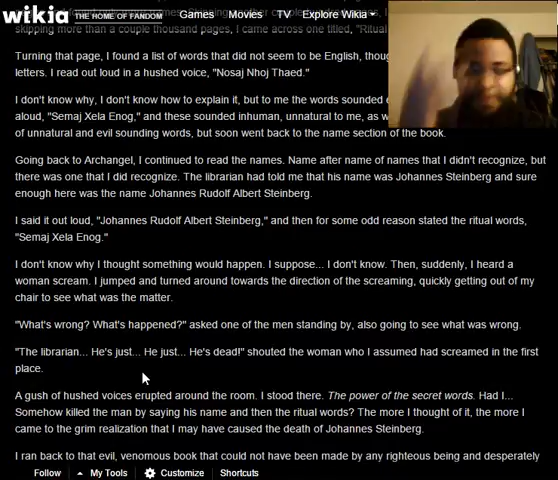 wikia THE HOME OF FANDOM Games Movies TV Explore Wikia
skipping more than a couple thousand pages, I came across one titled, "Ritual
Turning that page, I found a list of words that did not seem to be English, thoug
letters. I read out loud in a hushed voice, "Nosaj Nhoj Thaed."
I don't know why, I don't know how to explain it, but to me the words sounded e
aloud, "Semaj Xela Enog," and these sounded inhuman, unnatural to me, as w
of unnatural and evil sounding words, but soon went back to the name section of the book.
Going back to Archangel, I continued to read the names. Name after name of names that I didn't recognize, but
there was one that I did recognize. The librarian had told me that his name was Johannes Steinberg and sure
enough here was the name Johannes Rudolf Albert Steinberg.
I said it out loud, "Johannes Rudolf Albert Steinberg," and then for some odd reason stated the ritual words,
"Semaj Xela Enog."
I don't know why I thought something would happen. I suppose... I don't know. Then, suddenly, I heard a
woman scream. I jumped and turned around towards the direction of the screaming, quickly getting out of my
chair to see what was the matter.
"What's wrong? What's happened?" asked one of the men standing by, also going to see what was wrong.
"The librarian... He's just... He just... He's dead!" shouted the woman who I assumed had screamed in the first
place.
A gush of hushed voices erupted around the room. I stood there. The power of the secret words. Had I...
Somehow killed the man by saying his name and then the ritual words? The more I thought of it, the more I
came to the grim realization that I may have caused the death of Johannes Steinberg.
I ran back to that evil, venomous book that could not have been made by any righteous being and desperately
Follow My Tools Customize Shortcuts